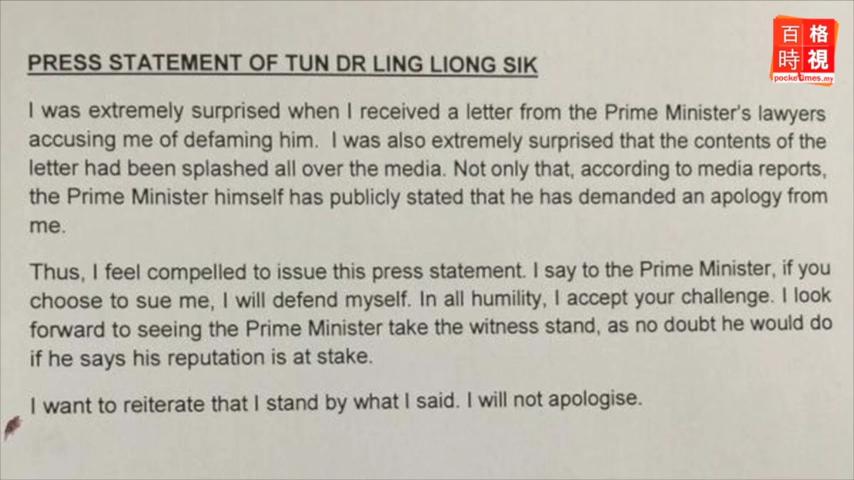 百格
時視
pocketimes.my
PRESS STATEMENT OF TUN DR LING LIONG SIK
I was extremely surprised when I received a letter from the Prime Minister's lawyers
accusing me of defaming him. I was also extremely surprised that the contents of the
letter had been splashed all over the media. Not only that, according to media reports,
the Prime Minister himself has publicly stated that he has demanded an apology from
me.
Thus, I feel compelled to issue this press statement. I say to the Prime Minister, if you
choose to sue me, I will defend myself. In all humility, I accept your challenge. I look
forward to seeing the Prime Minister take the witness stand, as no doubt he would do
if he says his reputation is at stake.
I want to reiterate that I stand by what I said. I will not apologise.